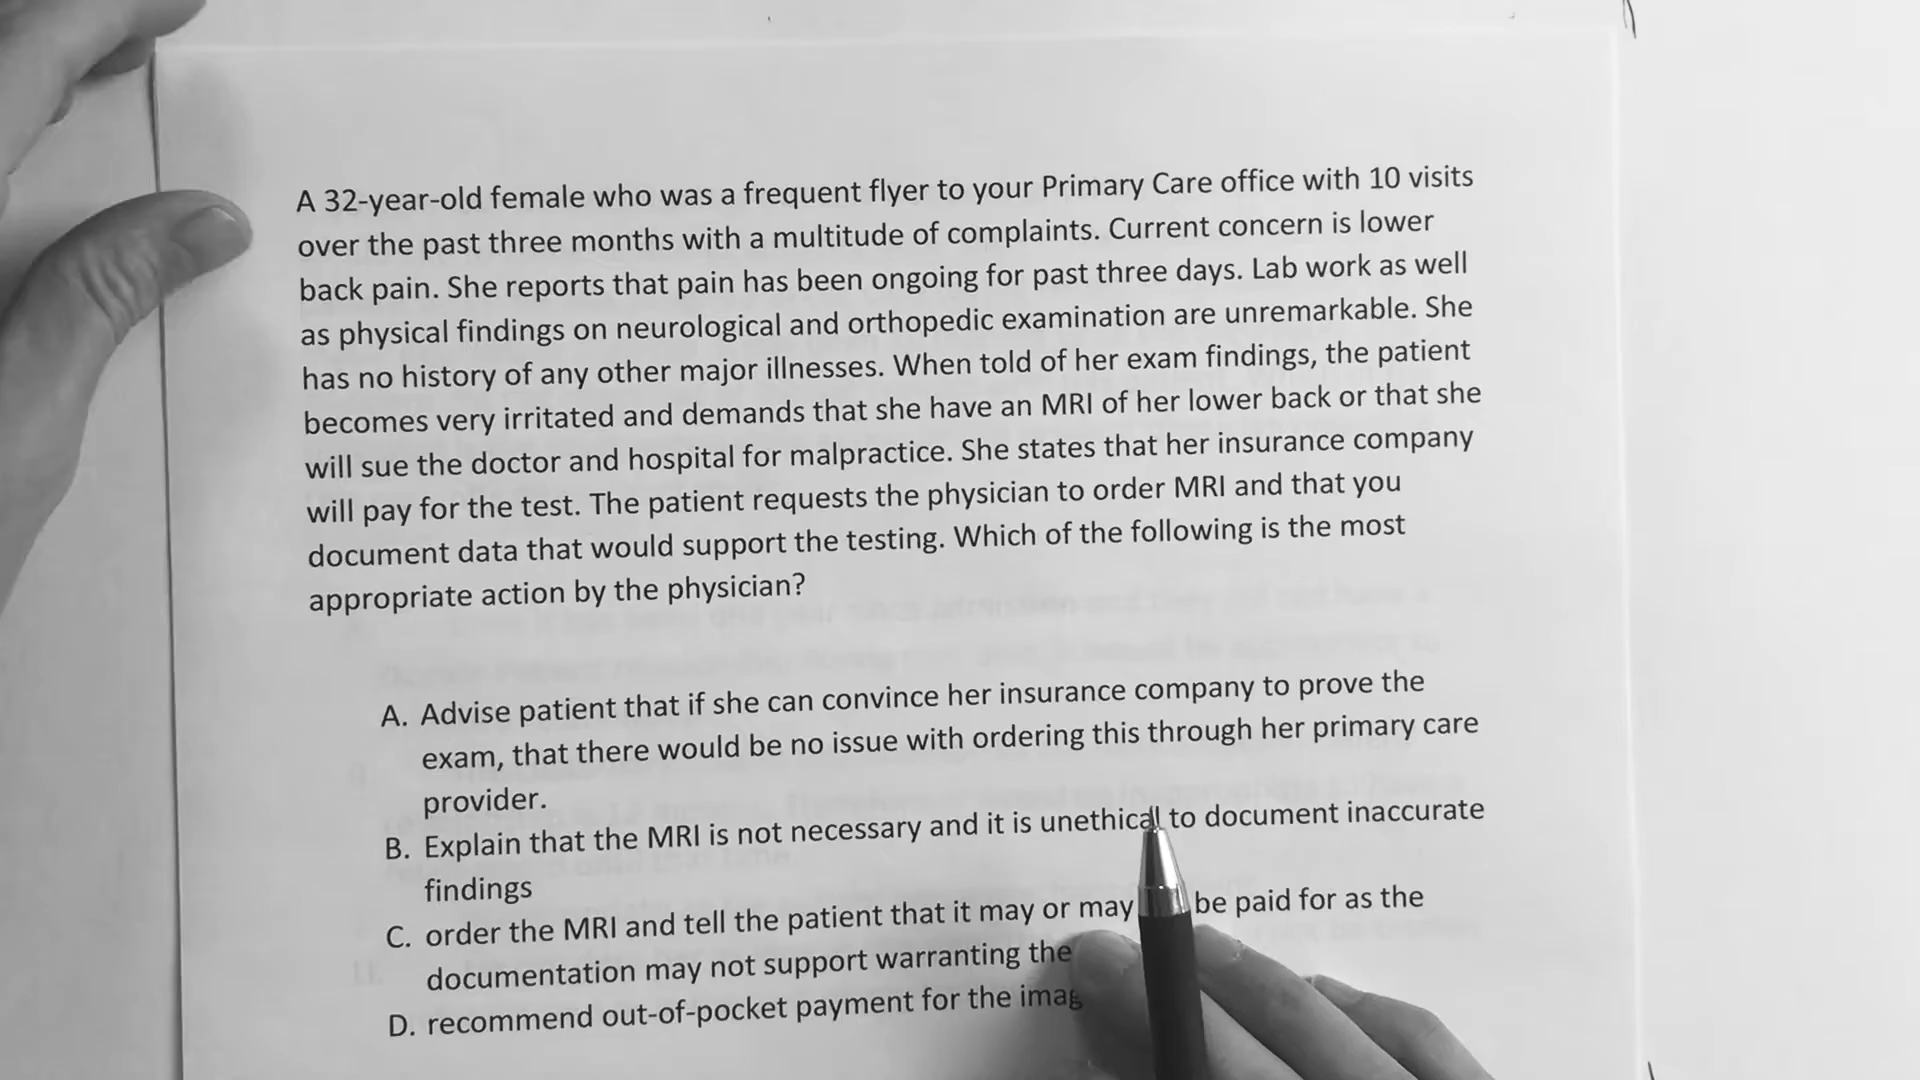 A 32-year-old female who was a frequent flyer to your Primary Care office with 10 visits
over the past three months with a multitude of complaints. Current concern is lower
back pain. She reports that pain has been ongoing for past three days. Lab work as well
as physical findings on neurological and orthopedic examination are unremarkable. She
has no history of any other major illnesses. When told of her exam findings, the patient
becomes very irritated and demands that she have an MRI of her lower back or that she
will sue the doctor and hospital for malpractice. She states that her insurance company
will pay for the test. The patient requests the physician to order MRI and that you
document data that would support the testing. Which of the following is the most
appropriate action by the physician?
A. Advise patient that if she can convince her insurance company to prove the
exam, that there would be no issue with ordering this through her primary care
provider.
B. Explain that the MRI is not necessary and it is unethical to document inaccurate
findings
C. order the MRI and tell the patient that it may or may be paid for as the
documentation may not support warranting the
D. recommend out-of-pocket payment for the